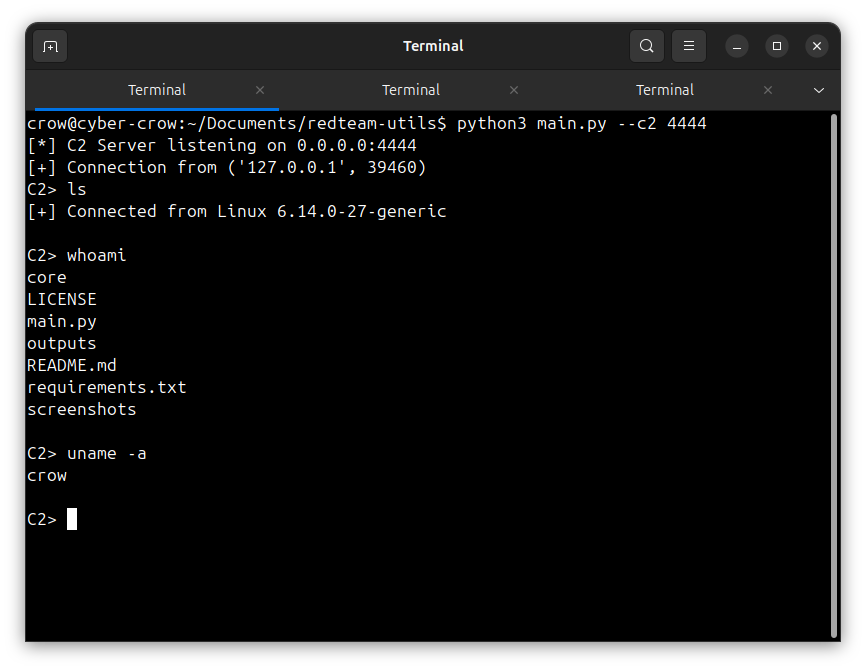 Terminal
Terminal Terminal Terminal
crow@cyber-crow:~/Documents/redteam-utils$ python3 main.py --c2 4444
[*] C2 Server listening on 0.0.0.0:4444
[+] Connection from ('127.0.0.1', 39460)
C2> ls
[+] Connected from Linux 6.14.0-27-generic
C2> whoami
core
LICENSE
main.py
outputs
README.md
requirements.txt
screenshots
C2> uname -a
crow
C2>